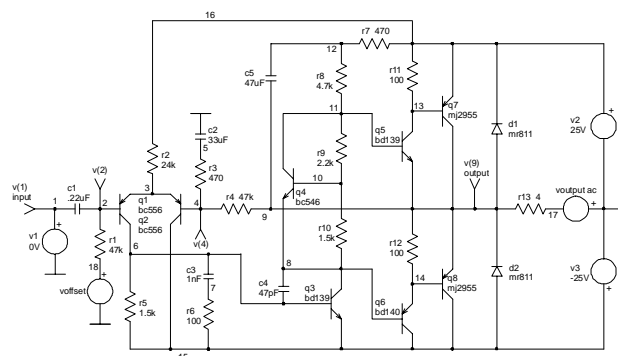 16
r7 470
12
r11
100
c5
47uF
r8
4.7k
13
q7
mj2955
c2
33uF
5
11
q5
bd139
d1
mr811
v2
25V
r2
24k
r9
2.2k
r3
470
v(1)
input
c1
.22uF
v(2)
3
q1
bc556
q2
bc556
r4 47k
q4
bc546
10
v(9)
output
voutput ac
1
2
4
9
r13 4
17
v1
0V
r1
47k
v(4)
r10
1.5k
r12
100
6
18
voffset
c3
1nF
7
8
c4
47pF
q3
bd139
14
q8
mj2955
d2
mr811
v3
-25V
r5
1.5k
r6
100
q6
bd140
15